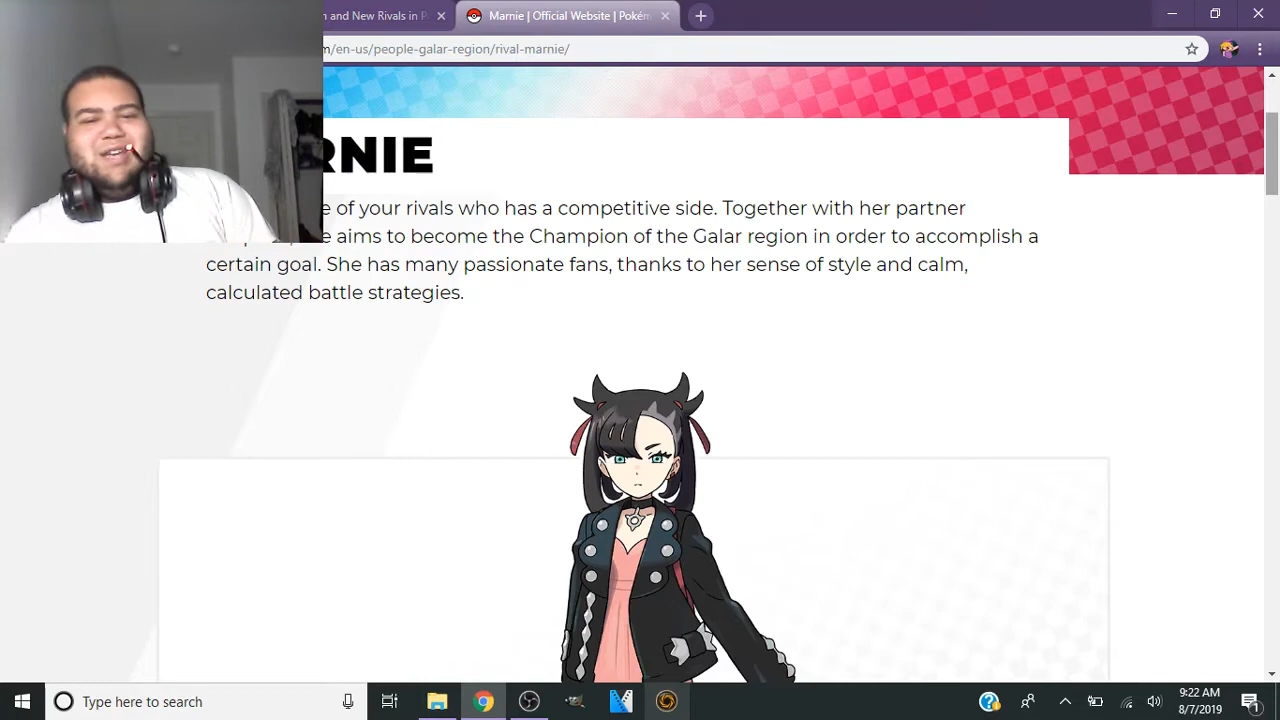 n and New Rivals in P
Marnie | Official Website | Pokém
m/en-us/people-galar-region/rival-marnie/
RNIE
e of your rivals who has a competitive side. Together with her partner
e aims to become the Champion of the Galar region in order to accomplish a
certain goal. She has many passionate fans, thanks to her sense of style and calm,
calculated battle strategies.
Type here to search
9:22 AM
8/7/2019
1